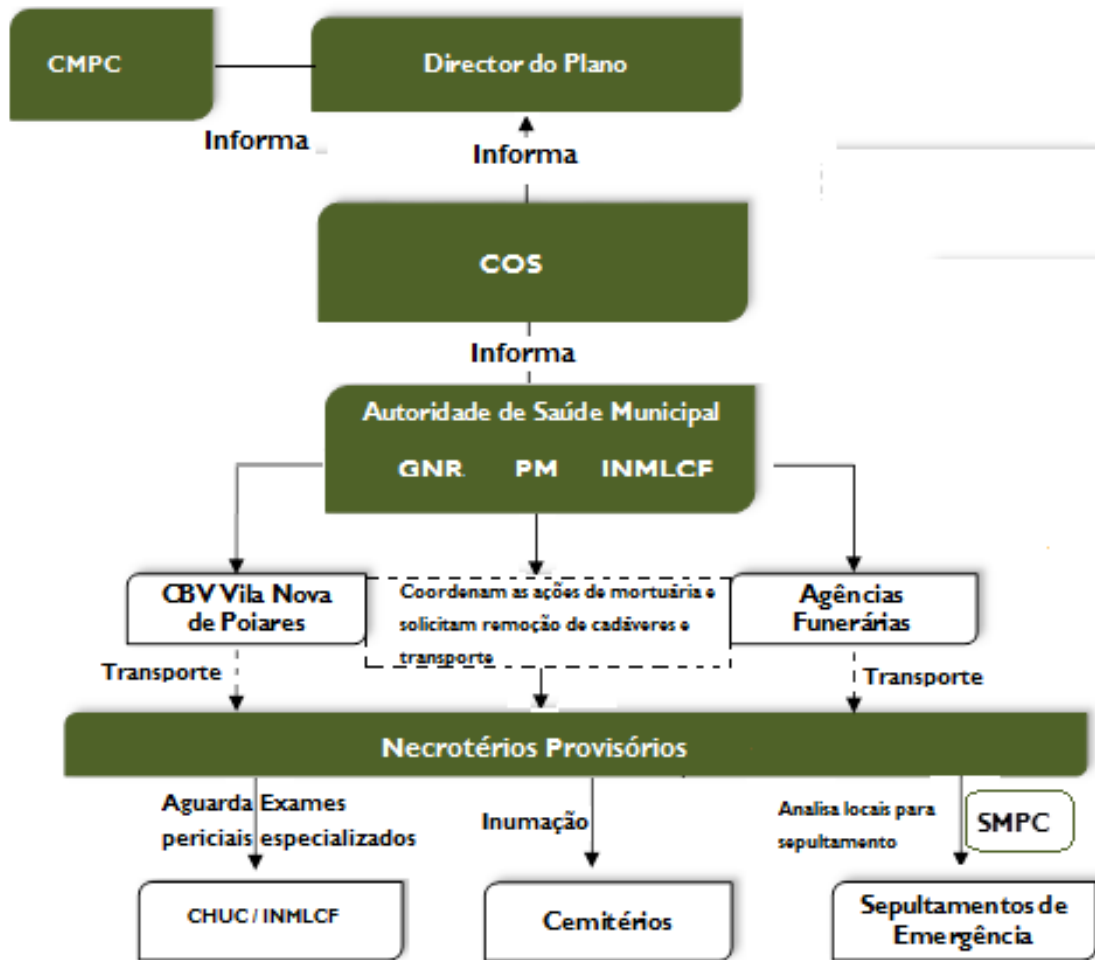 CMPC
Director do Plano
Informa
Informa
COS
Informa
Autoridade de Saúde Municipal
GNR PM INMLCF
CBV Vila Nova
de Poiares
Coordenam as ações de mortuária e
solicitam remoção de cadáveres e
transporte
Agências
Funerárias
Transporte
Transporte
Necrotérios Provisórios
Aguarda Exames
periciais especializados
Inumação
Analisa locais para
sepultamento
SMPC
CHUC / INMLCF
Cemitérios
Sepultamentos de
Emergência